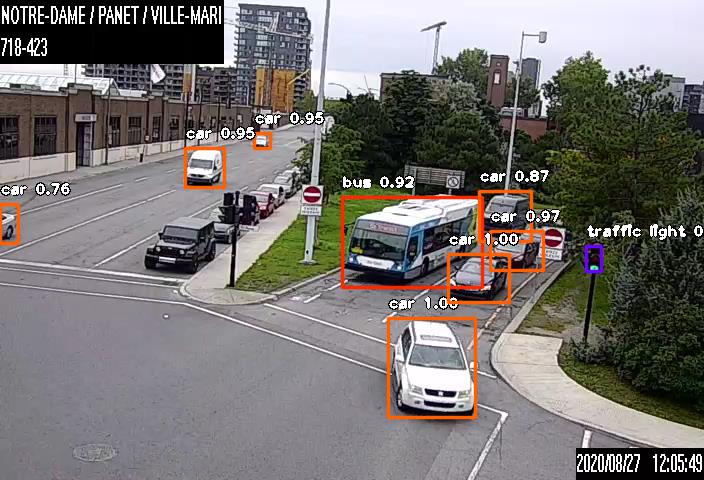 NOTRE-DAME / PANET / VILLE-MARI
718-423
car 0.95
car 0.95
car 0.76
bus 0.92
car 0.87
car 0.97
car 1.00
traffic light 0
car 1.00
2020/08/27 12:05:49